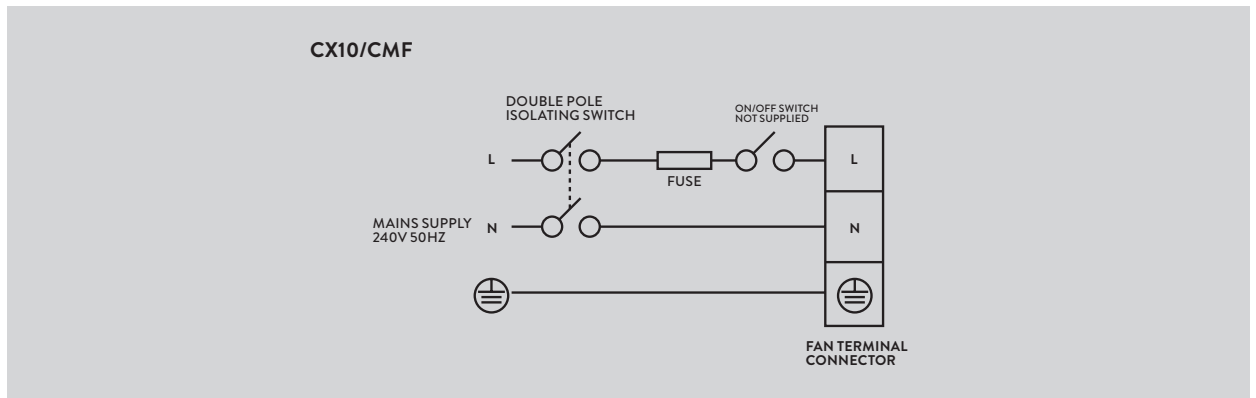 CX10/CMF
DOUBLE POLE
ISOLATING SWITCH
ON/OFF SWITCH
NOT SUPPLIED
L
L
FUSE
MAINS SUPPLY
240V 50HZ
N
N
FAN TERMINAL
CONNECTOR